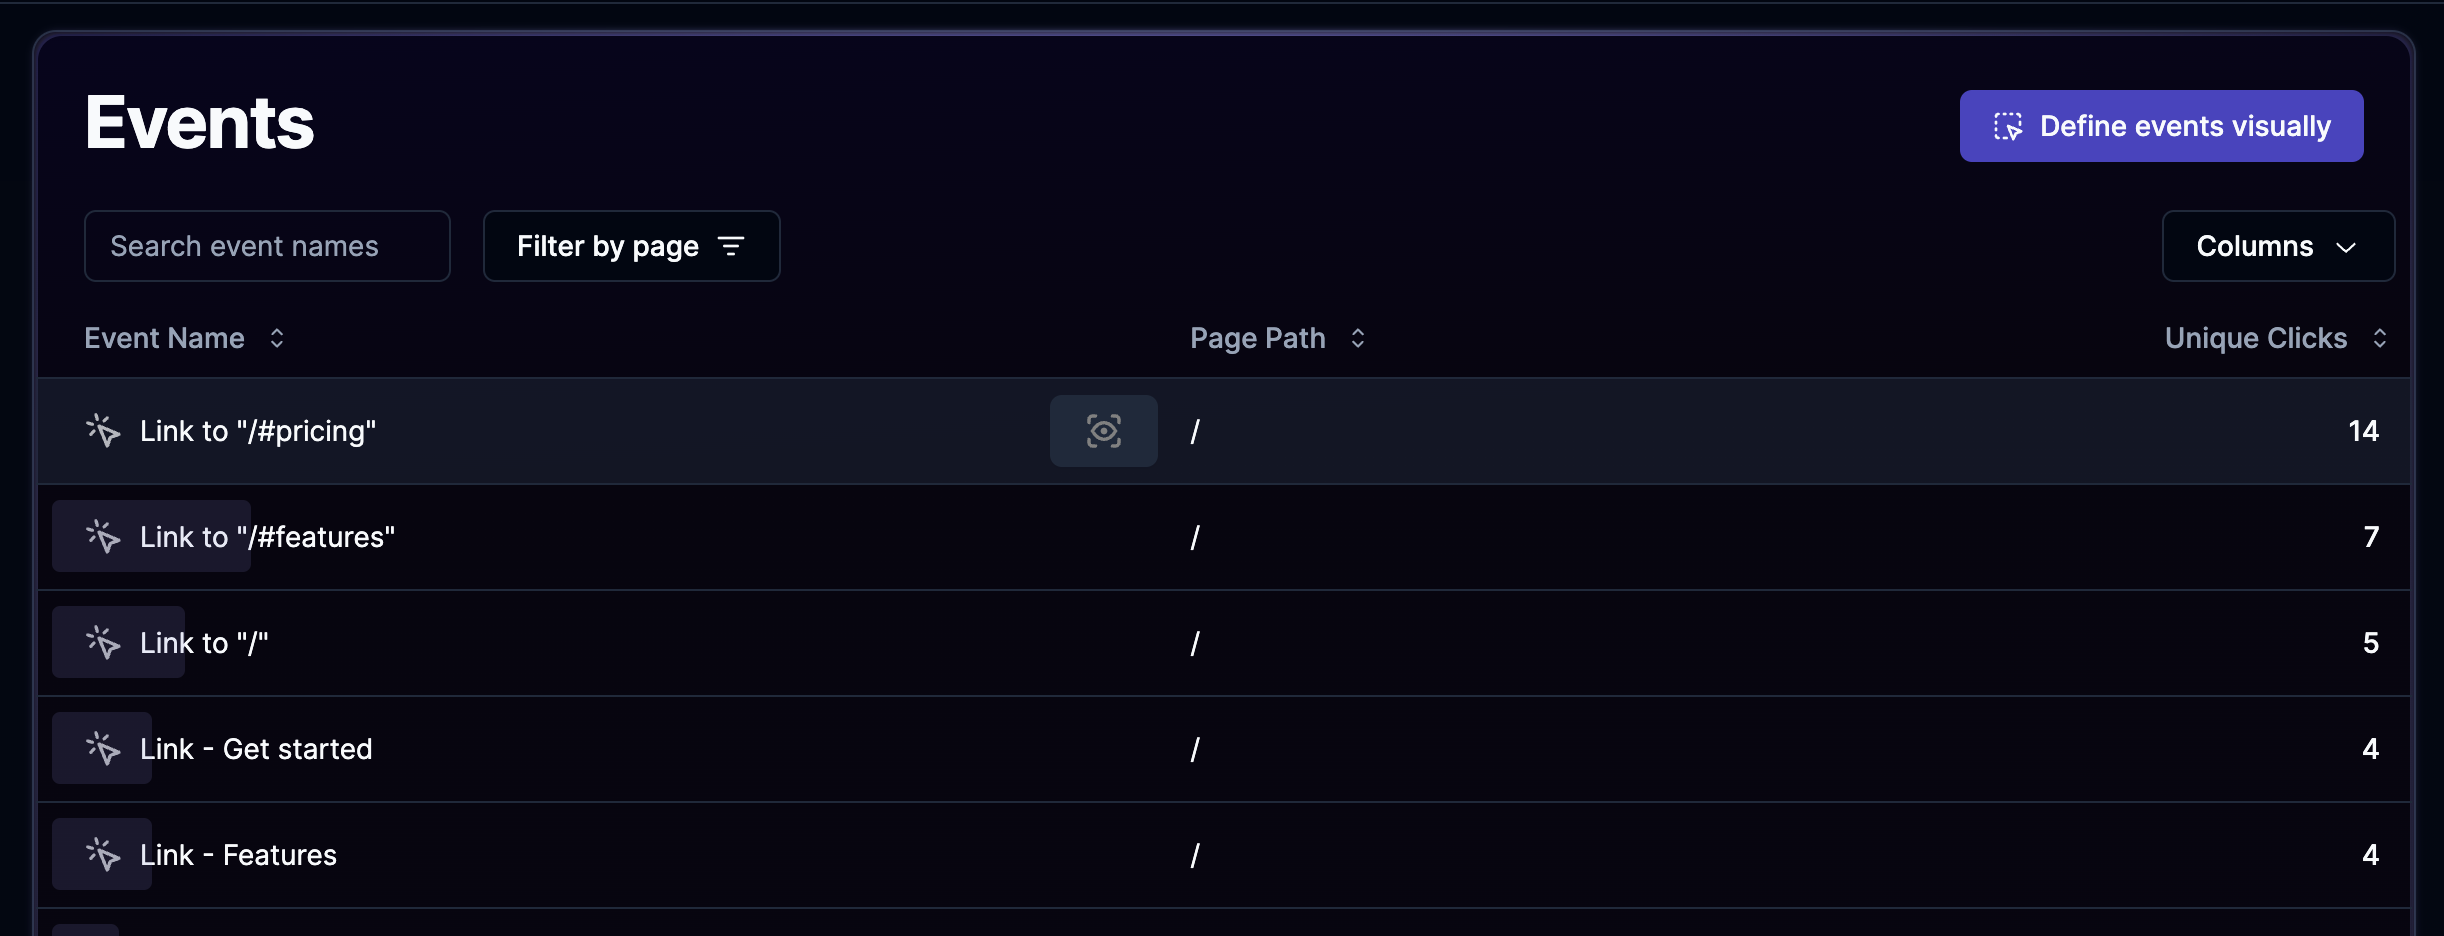 Events
Define events visually
Search event names
Filter by page
Columns
Event Name
Page Path
Unique Clicks
Link to "/#pricing" / 14
Link to "/#features" / 7
Link to "/" / 5
Link - Get started / 4
Link - Features / 4